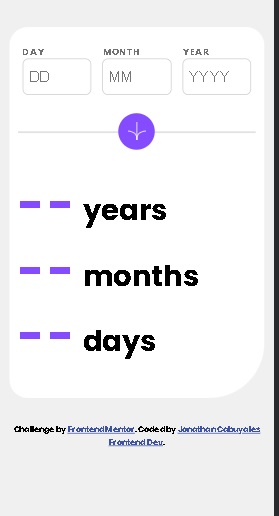 DAY MONTH YEAR
DD MM YYYY
-- years
-- months
-- days
Challenge by Frontend Mentor. Coded by Jonathan Cabuyales
Frontend Dev.